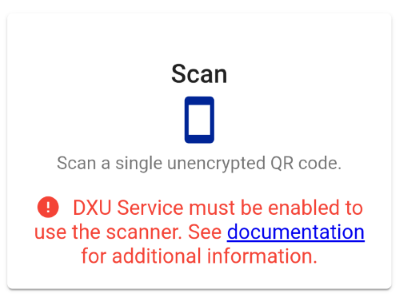 Scan
Scan a single unencrypted QR code.
DXU Service must be enabled to
use the scanner. See documentation
for additional information.